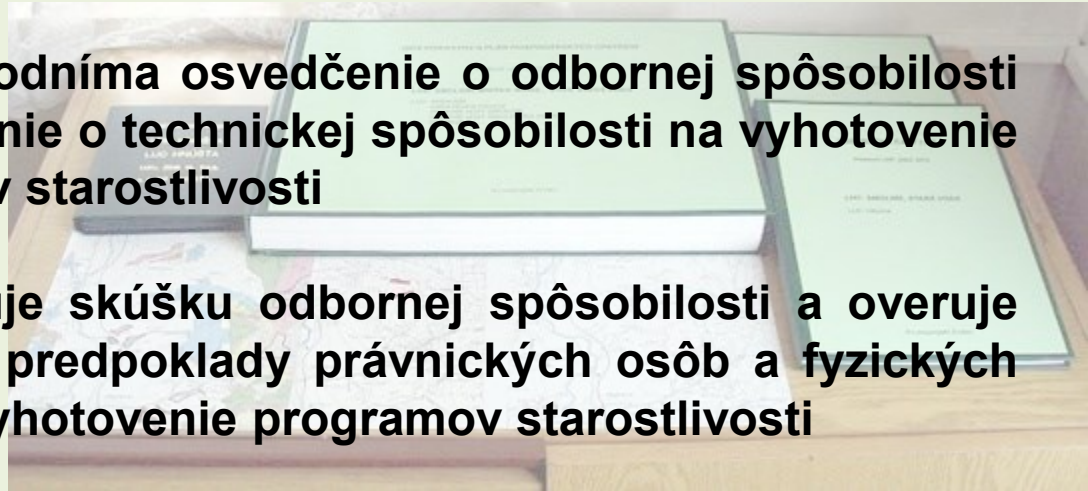 odníma osvedčenie o odbornej spôsobilosti
nie o technickej spôsobilosti na vyhotovenie
starostlivosti
je skúšku odbornej spôsobilosti a overuje
predpoklady právnických osôb a fyzických
yhotovenie programov starostlivosti